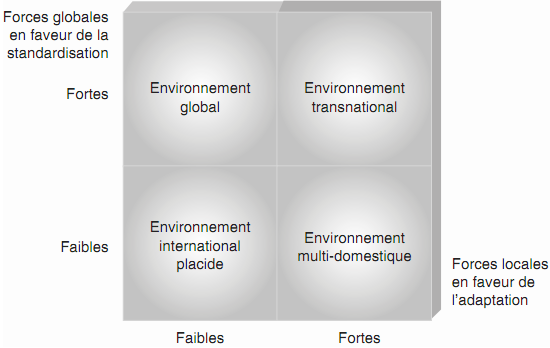 Forces globales
en faveur de la
standardisation
Fortes
Environnement
global
Environnement
transnational
Faibles
Environnement
international
placide
Environnement
multi-domestique
Forces locales
en faveur de
l’adaptation
Faibles
Fortes